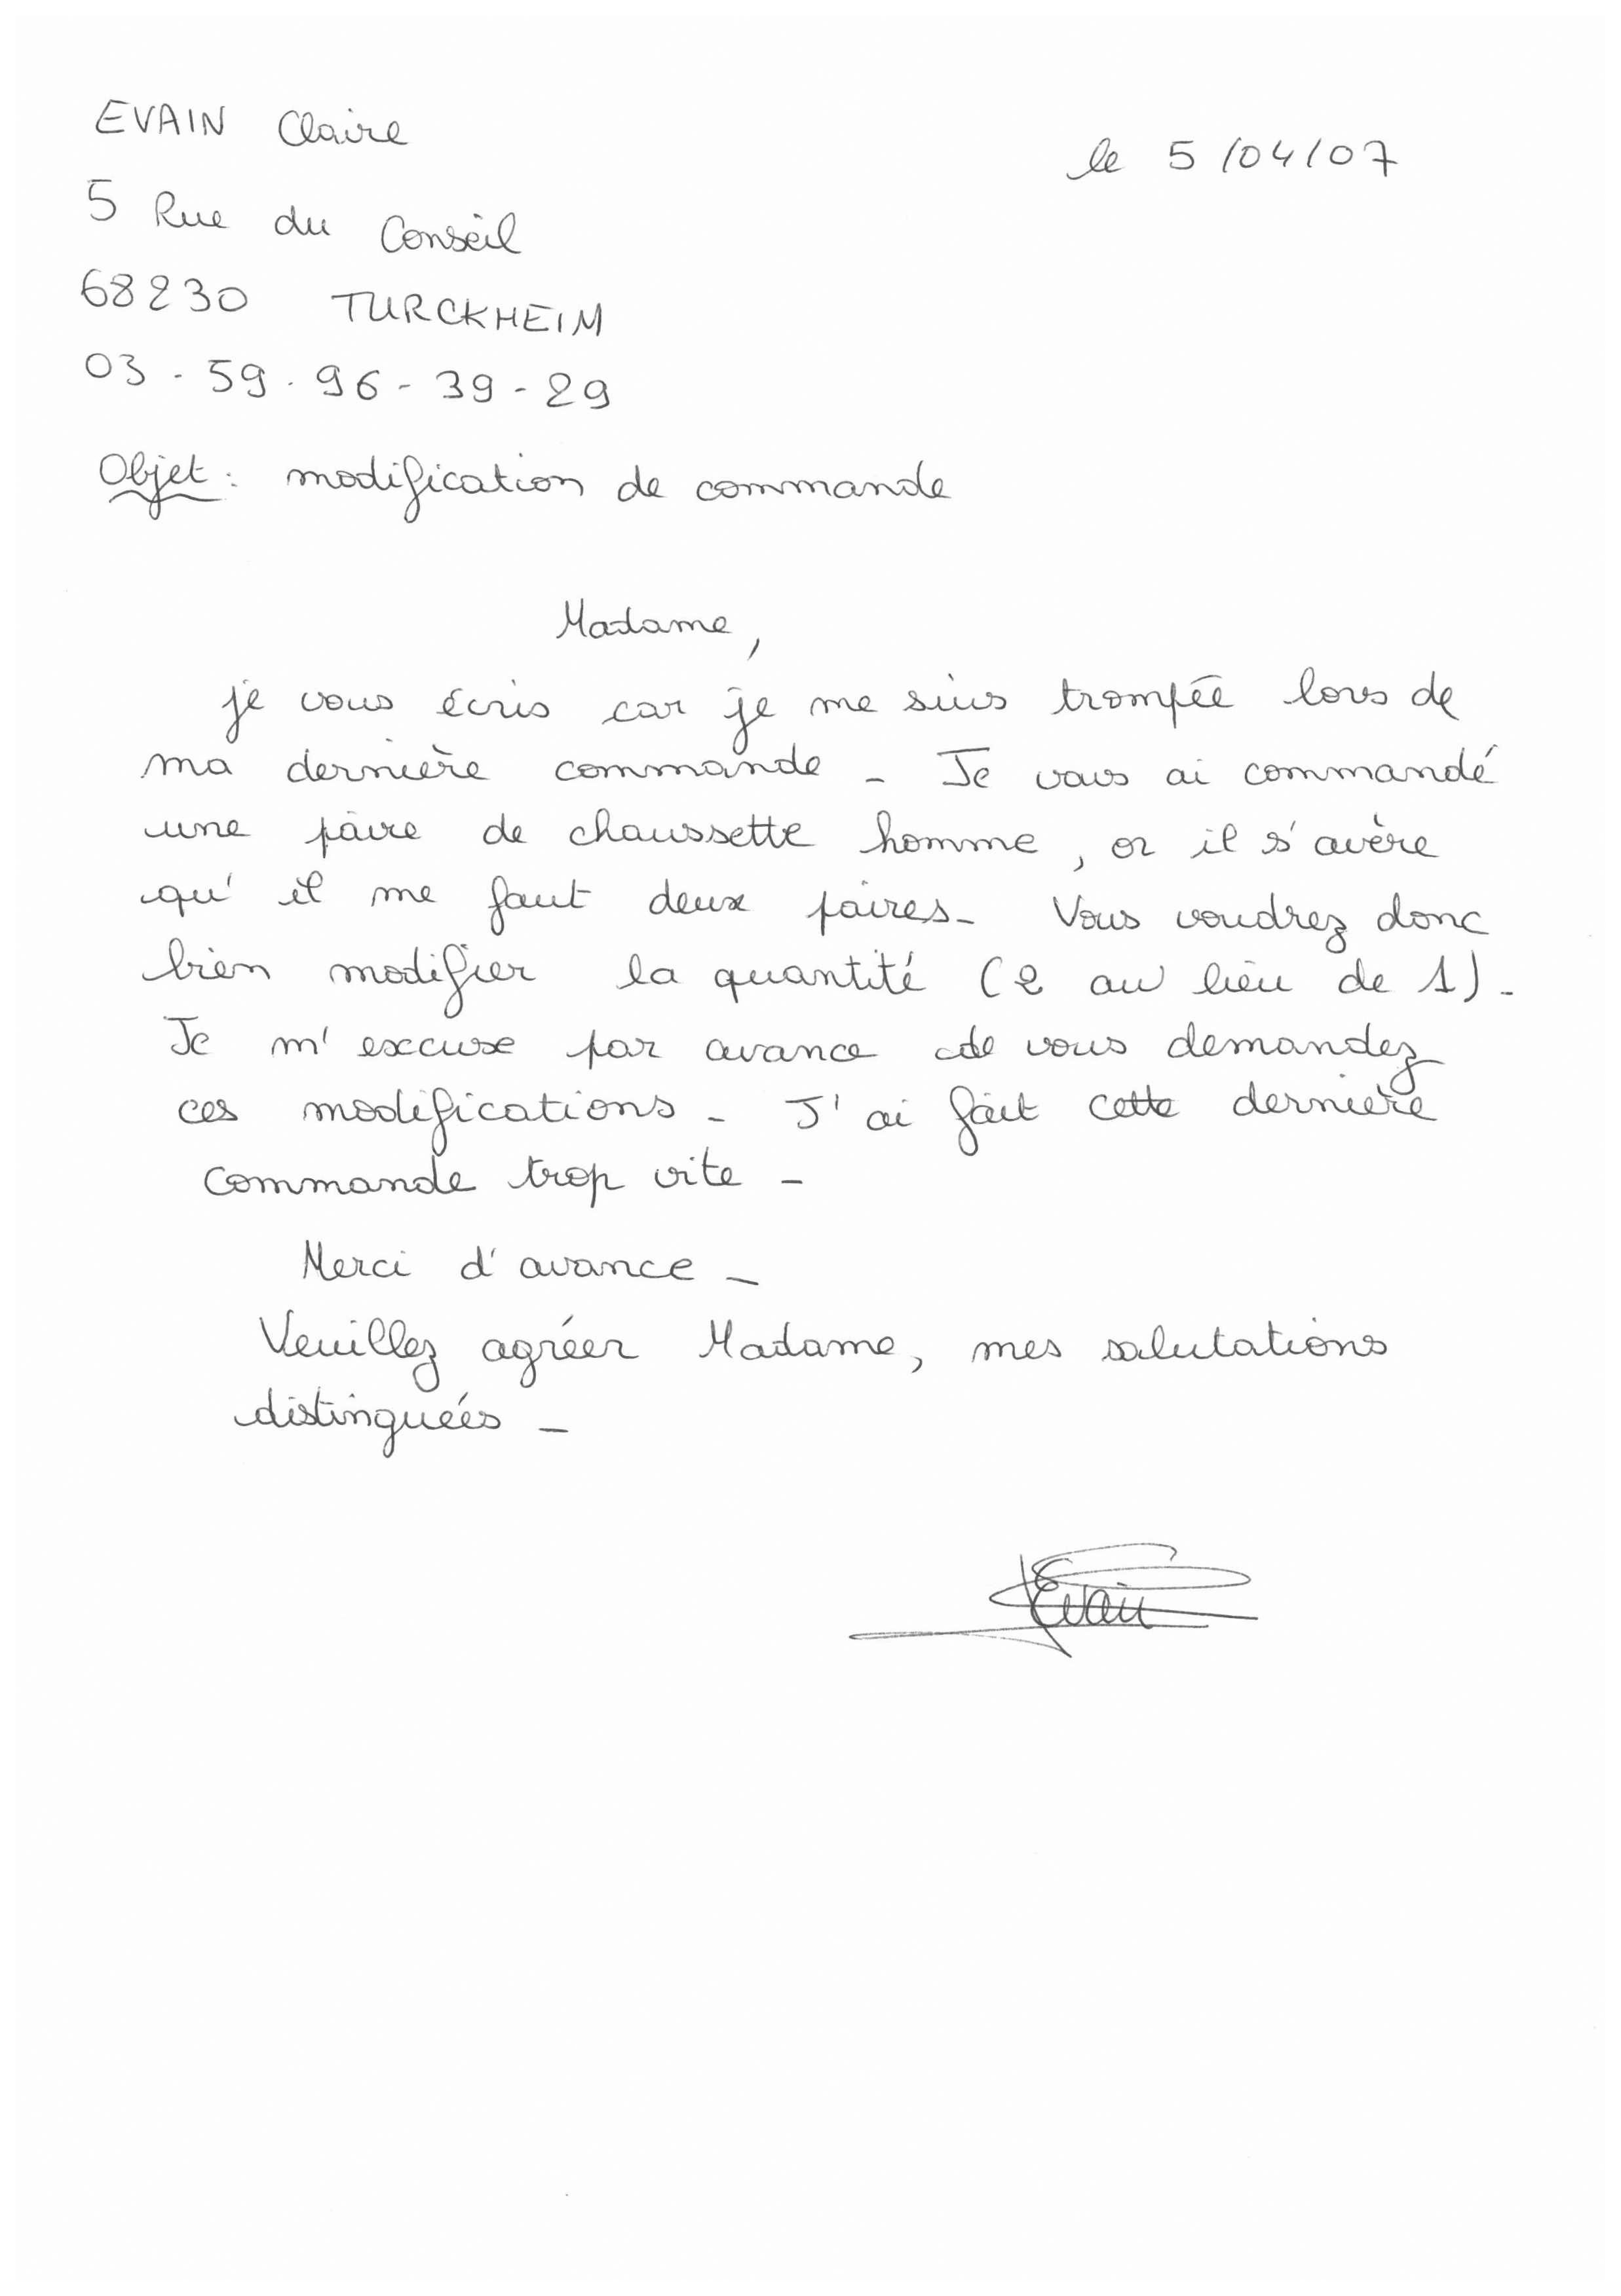 EVAIN Claire
le 5/04/07
5 Rue du Conseil
68230 TURCKHEIM
03-59-96-39-29
Objet : modification de commande
Madame,
je vous écris car je me suis trompée lors de
ma dernière commande. Je vous ai commandé
une paire de chaussette homme, or il s'avère
qu'il me faut deux paires. Vous voudrez donc
bien modifier la quantité (2 au lieu de 1).
Je m'excuse par avance de vous demandez
ces modifications. J'ai fait cette dernière
commande trop vite.
Merci d'avance.
Veuillez agréer Madame, mes salutations
distinguées.
Evain